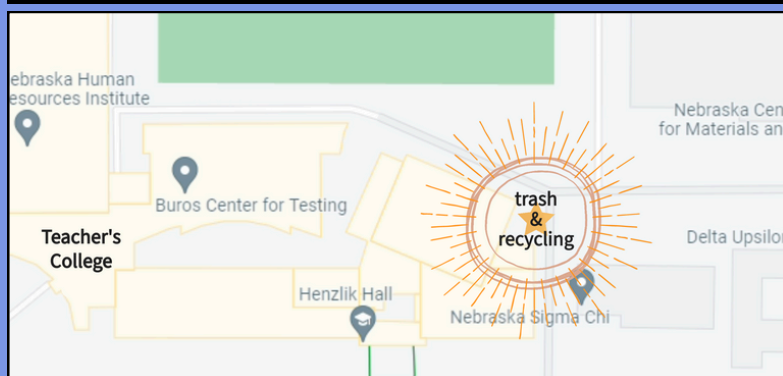 ebraska Human
esources Institute
Nebraska Cen
for Materials an
trash
&
recycling
Buros Center for Testing
Teacher's
College
Delta Upsilo
Henzlik Hall
Nebraska Sigma Chi